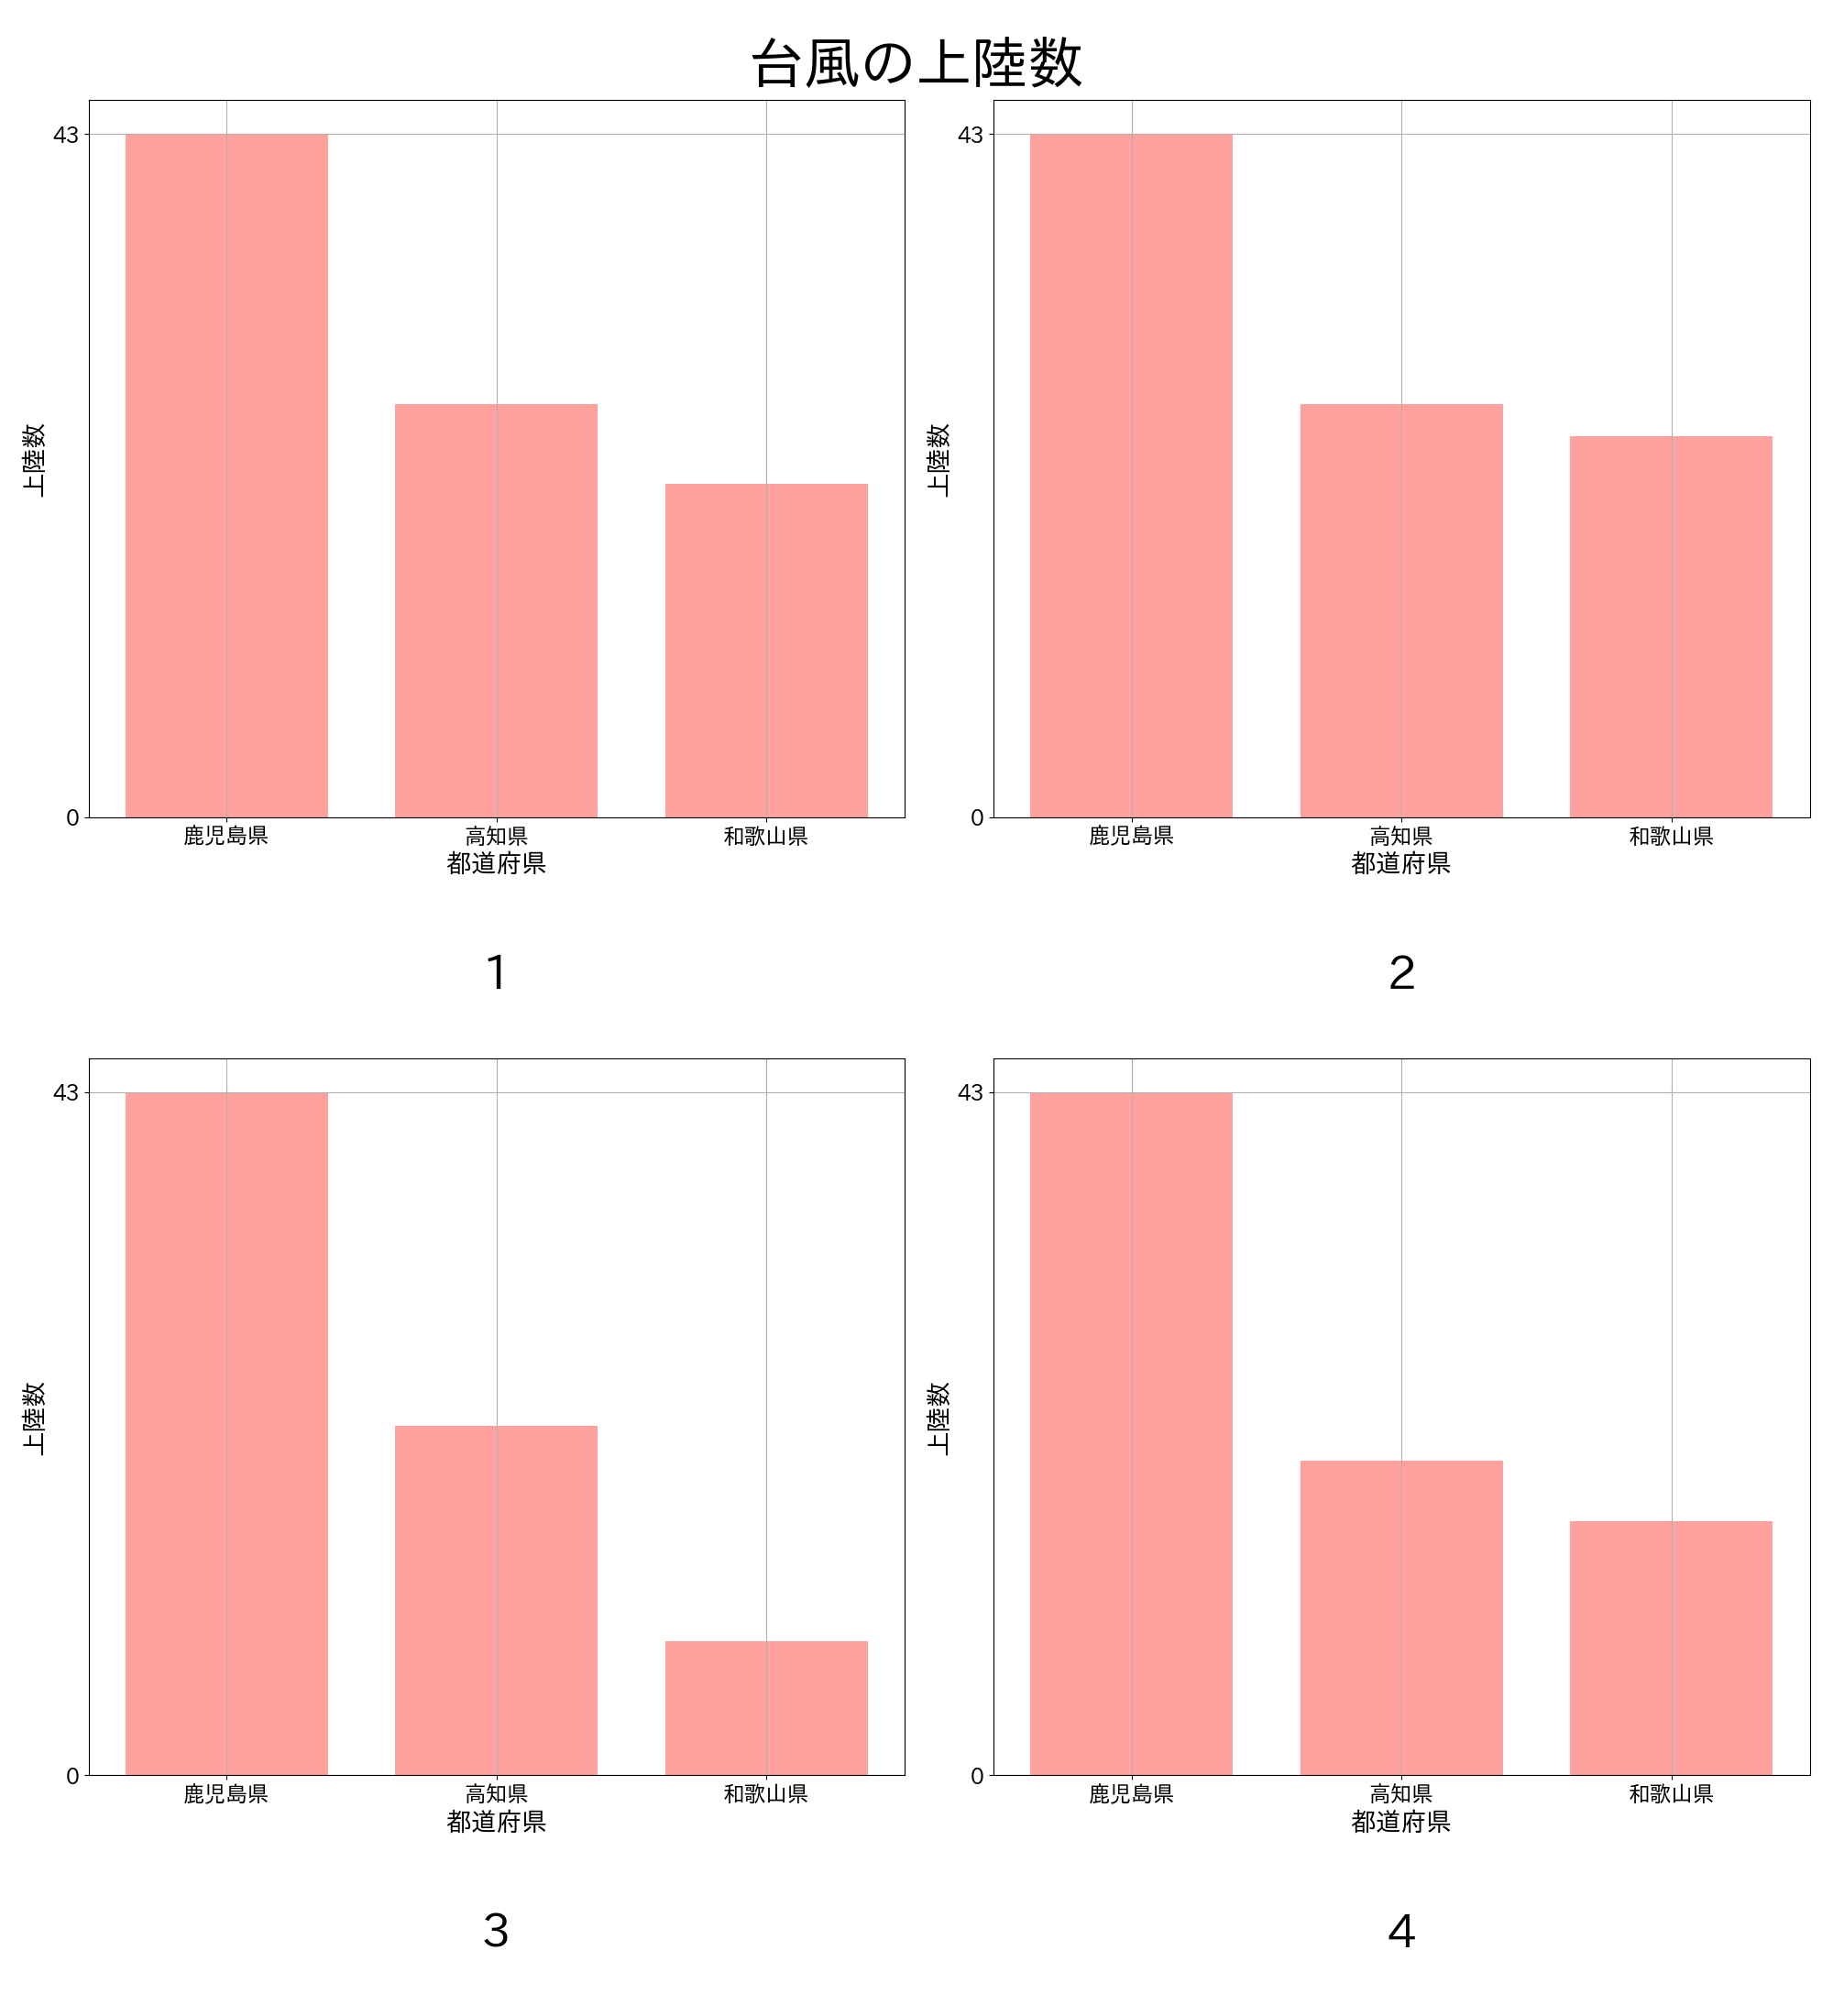 台風の上陸数
43
上陸数
0
鹿児島県 高知県 和歌山県
都道府県
1
43
上陸数
0
鹿児島県 高知県 和歌山県
都道府県
2
43
上陸数
0
鹿児島県 高知県 和歌山県
都道府県
3
43
上陸数
0
鹿児島県 高知県 和歌山県
都道府県
4